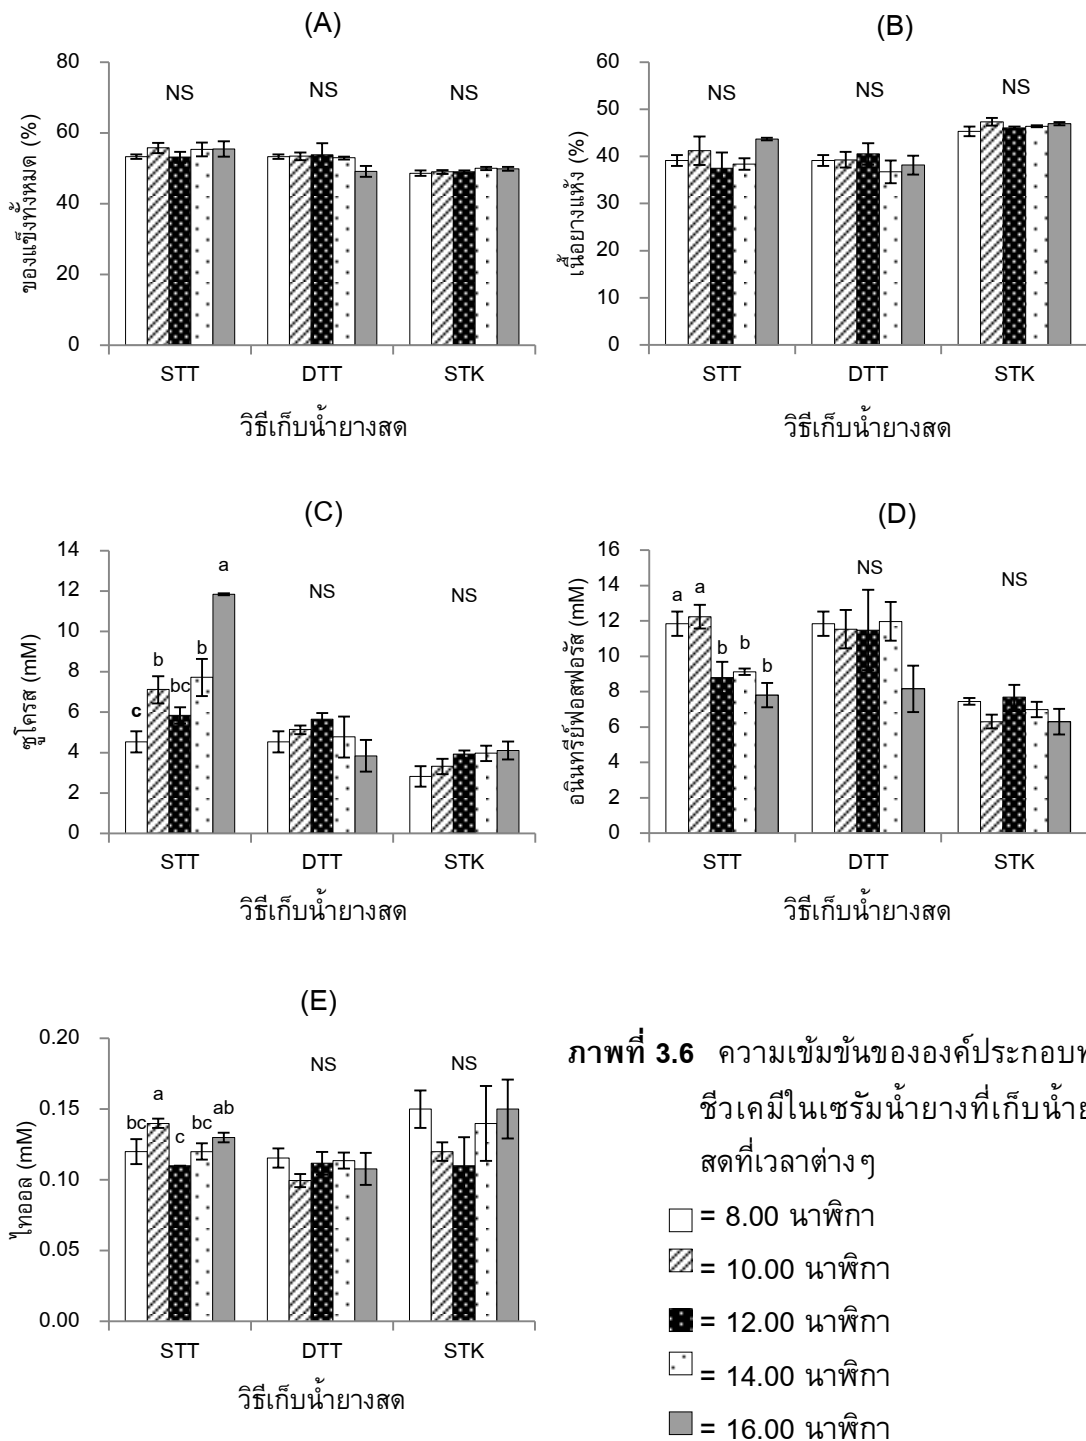 (A)
80
60
40
20
0
ของแข็งทั้งหมด (%)
NS
NS
NS
STT
DTT
STK
วิธีเก็บน้ำยางสด
(B)
60
50
40
30
20
10
0
เนื้อยางแห้ง (%)
NS
NS
NS
STT
DTT
STK
วิธีเก็บน้ำยางสด
(C)
14
12
10
8
6
4
2
0
ซูโครส (mM)
c
b
bc
b
a
NS
NS
STT
DTT
STK
วิธีเก็บน้ำยางสด
(D)
16
14
12
10
8
6
4
2
0
อนินทรีย์ฟอสฟอรัส (mM)
a
a
b
b
b
NS
NS
STT
DTT
STK
วิธีเก็บน้ำยางสด
(E)
0.20
0.15
0.10
0.05
0.00
ไทออล (mM)
bc
a
c
bc
ab
NS
NS
STT
DTT
STK
วิธีเก็บน้ำยางสด
ภาพที่ 3.6 ความเข้มข้นขององค์ประกอบ
ชีวเคมีในเซรัมน้ำยางที่เก็บน้ำ
สดที่เวลาต่างๆ
= 8.00 นาฬิกา
= 10.00 นาฬิกา
= 12.00 นาฬิกา
= 14.00 นาฬิกา
= 16.00 นาฬิกา